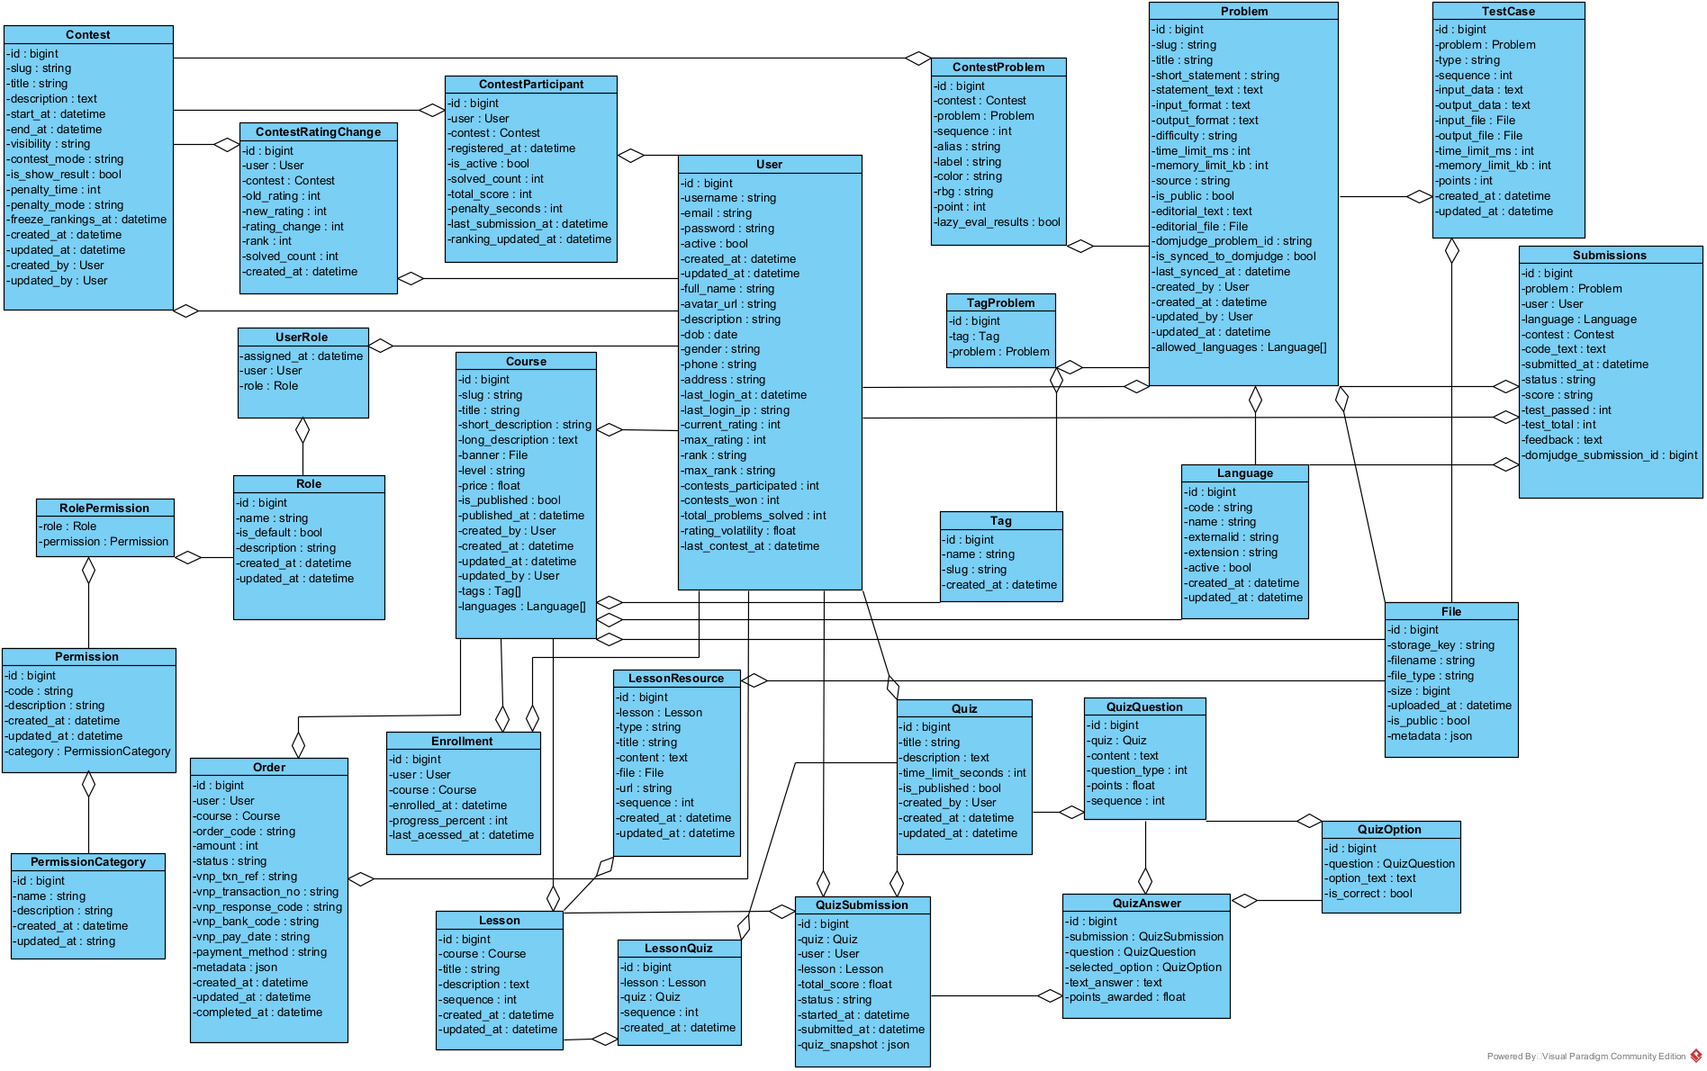 Contest
-id : bigint
-slug : string
-title : string
-description : text
-start_at : datetime
-end_at : datetime
-visibility : string
-contest_mode : string
-is_show_result : bool
-penalty_time : int
-penalty_mode : string
-freeze_rankings_at : datetime
-created_at : datetime
-updated_at : datetime
-created_by : User
-updated_by : User
ContestRatingChange
-id : bigint
-user : User
-contest : Contest
-old_rating : int
-new_rating : int
-rating_change : int
-rank : int
-solved_count : int
-created_at : datetime
ContestParticipant
-id : bigint
-user : User
-contest : Contest
-registered_at : datetime
-is_active : bool
-solved_count : int
-total_score : int
-penalty_seconds : int
-last_submission_at : datetime
-ranking_updated_at : datetime
User
-id : bigint
-username : string
-email : string
-password : string
-active : bool
-created_at : datetime
-updated_at : datetime
-full_name : string
-avatar_url : string
-description : string
-dob : date
-gender : string
-phone : string
-address : string
-last_login_at : datetime
-last_login_ip : string
-current_rating : int
-max_rating : int
-rank : string
-max_rank : string
-contests_participated : int
-contests_won : int
-total_problems_solved : int
-rating_volatility : float
-last_contest_at : datetime
ContestProblem
-id : bigint
-contest : Contest
-problem : Problem
-sequence : int
-alias : string
-label : string
-color : string
-rbg : string
-point : int
-lazy_eval_results : bool
Problem
-id : bigint
-slug : string
-title : string
-short_statement : string
-statement_text : text
-input_format : text
-output_format : text
-difficulty : string
-time_limit_ms : int
-memory_limit_kb : int
-source : string
-is_public : bool
-editorial_text : text
-editorial_file : File
-domjudge_problem_id : string
-is_synced_to_domjudge : bool
-last_synced_at : datetime
-created_by : User
-created_at : datetime
-updated_by : User
-updated_at : datetime
-allowed_languages : Language[]
TestCase
-id : bigint
-problem : Problem
-type : string
-sequence : int
-input_data : text
-output_data : text
-input_file : File
-output_file : File
-time_limit_ms : int
-memory_limit_kb : int
-points : int
-created_at : datetime
-updated_at : datetime
Submissions
-id : bigint
-problem : Problem
-user : User
-language : Language
-contest : Contest
-code_text : text
-submitted_at : datetime
-status : string
-score : string
-test_passed : int
-test_total : int
-feedback : text
-domjudge_submission_id : bigint
TagProblem
-id : bigint
-tag : Tag
-problem : Problem
UserRole
-assigned_at : datetime
-user : User
-role : Role
Course
-id : bigint
-slug : string
-title : string
-short_description : string
-long_description : text
-banner : File
-level : string
-price : float
-is_published : bool
-published_at : datetime
-created_by : User
-created_at : datetime
-updated_at : datetime
-updated_by : User
-tags : Tag[]
-languages : Language[]
Role
-id : bigint
-name : string
-is_default : bool
-description : string
-created_at : datetime
-updated_at : datetime
RolePermission
-role : Role
-permission : Permission
Language
-id : bigint
-code : string
-name : string
-externalid : string
-extension : string
-active : bool
-created_at : datetime
-updated_at : datetime
Tag
-id : bigint
-name : string
-slug : string
-created_at : datetime
File
-id : bigint
-storage_key : string
-filename : string
-file_type : string
-size : bigint
-uploaded_at : datetime
-is_public : bool
-metadata : json
Permission
-id : bigint
-code : string
-description : string
-created_at : datetime
-updated_at : datetime
-category : PermissionCategory
PermissionCategory
-id : bigint
-name : string
-description : string
-created_at : datetime
-updated_at : string
Order
-id : bigint
-user : User
-course : Course
-order_code : string
-amount : int
-status : string
-vnp_txn_ref : string
-vnp_transaction_no : string
-vnp_response_code : string
-vnp_bank_code : string
-vnp_pay_date : string
-payment_method : string
-metadata : json
-created_at : datetime
-updated_at : datetime
-completed_at : datetime
Enrollment
-id : bigint
-user : User
-course : Course
-enrolled_at : datetime
-progress_percent : int
-last_acessed_at : datetime
LessonResource
-id : bigint
-lesson : Lesson
-type : string
-title : string
-content : text
-file : File
-url : string
-sequence : int
-created_at : datetime
-updated_at : datetime
Quiz
-id : bigint
-title : string
-description : text
-time_limit_seconds : int
-is_published : bool
-created_by : User
-created_at : datetime
-updated_at : datetime
QuizQuestion
-id : bigint
-quiz : Quiz
-content : text
-question_type : int
-points : float
-sequence : int
QuizOption
-id : bigint
-question : QuizQuestion
-option_text : text
-is_correct : bool
Lesson
-id : bigint
-course : Course
-title : string
-description : text
-sequence : int
-created_at : datetime
-updated_at : datetime
LessonQuiz
-id : bigint
-lesson : Lesson
-quiz : Quiz
-sequence : int
-created_at : datetime
QuizSubmission
-id : bigint
-quiz : Quiz
-user : User
-lesson : Lesson
-total_score : float
-status : string
-started_at : datetime
-submitted_at : datetime
-quiz_snapshot : json
QuizAnswer
-id : bigint
-submission : QuizSubmission
-question : QuizQuestion
-selected_option : QuizOption
-text_answer : text
-points_awarded : float
Powered By Visual Paradigm Community Edition